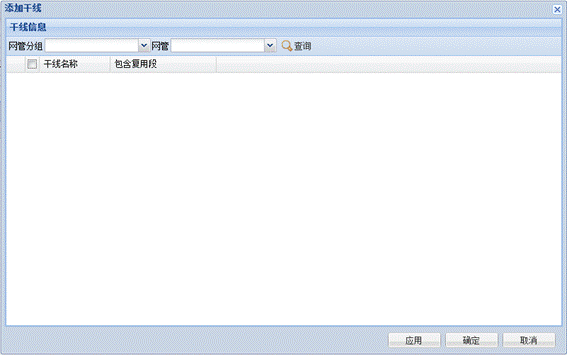 添加干线
干线信息
网管分组 网管 查询
干线名称 包含复用段
应用 确定 取消